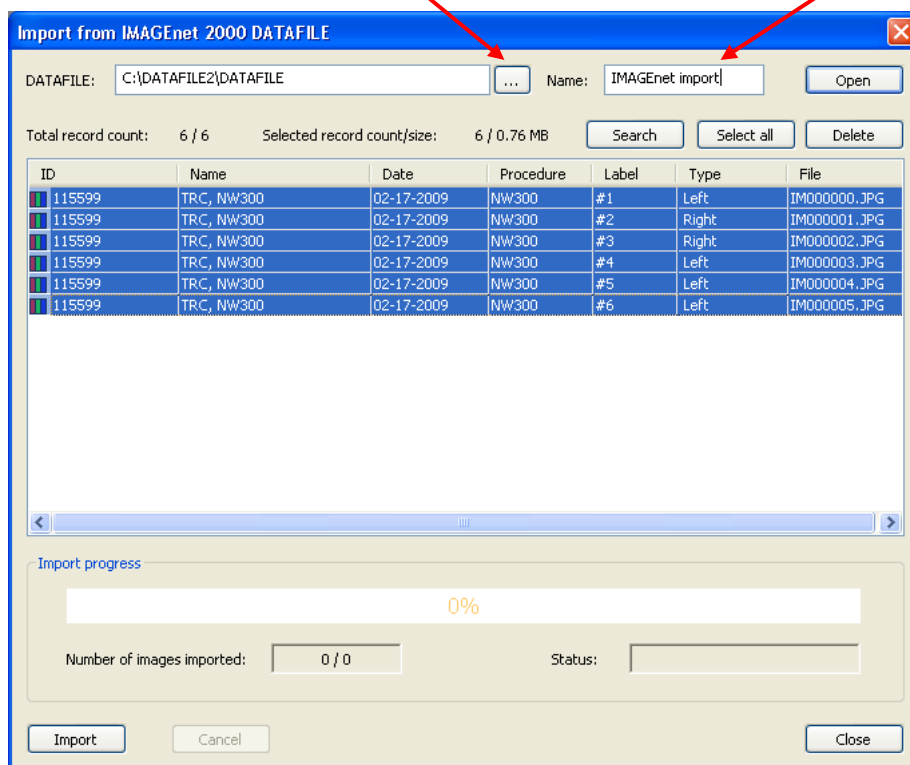 Import from IMAGEnet 2000 DATAFILE
DATAFILE: C:\DATAFILE2\DATAFILE ... Name: IMAGEnet import Open
Total record count: 6 / 6 Selected record count/size: 6 / 0.76 MB Search Select all Delete
ID Name Date Procedure Label Type File
115599 TRC, NW300 02-17-2009 NW300 #1 Left IM000000.JPG
115599 TRC, NW300 02-17-2009 NW300 #2 Right IM000001.JPG
115599 TRC, NW300 02-17-2009 NW300 #3 Right IM000002.JPG
115599 TRC, NW300 02-17-2009 NW300 #4 Left IM000003.JPG
115599 TRC, NW300 02-17-2009 NW300 #5 Left IM000004.JPG
115599 TRC, NW300 02-17-2009 NW300 #6 Left IM000005.JPG
Import progress
0%
Number of images imported: 0 / 0 Status:
Import Cancel Close